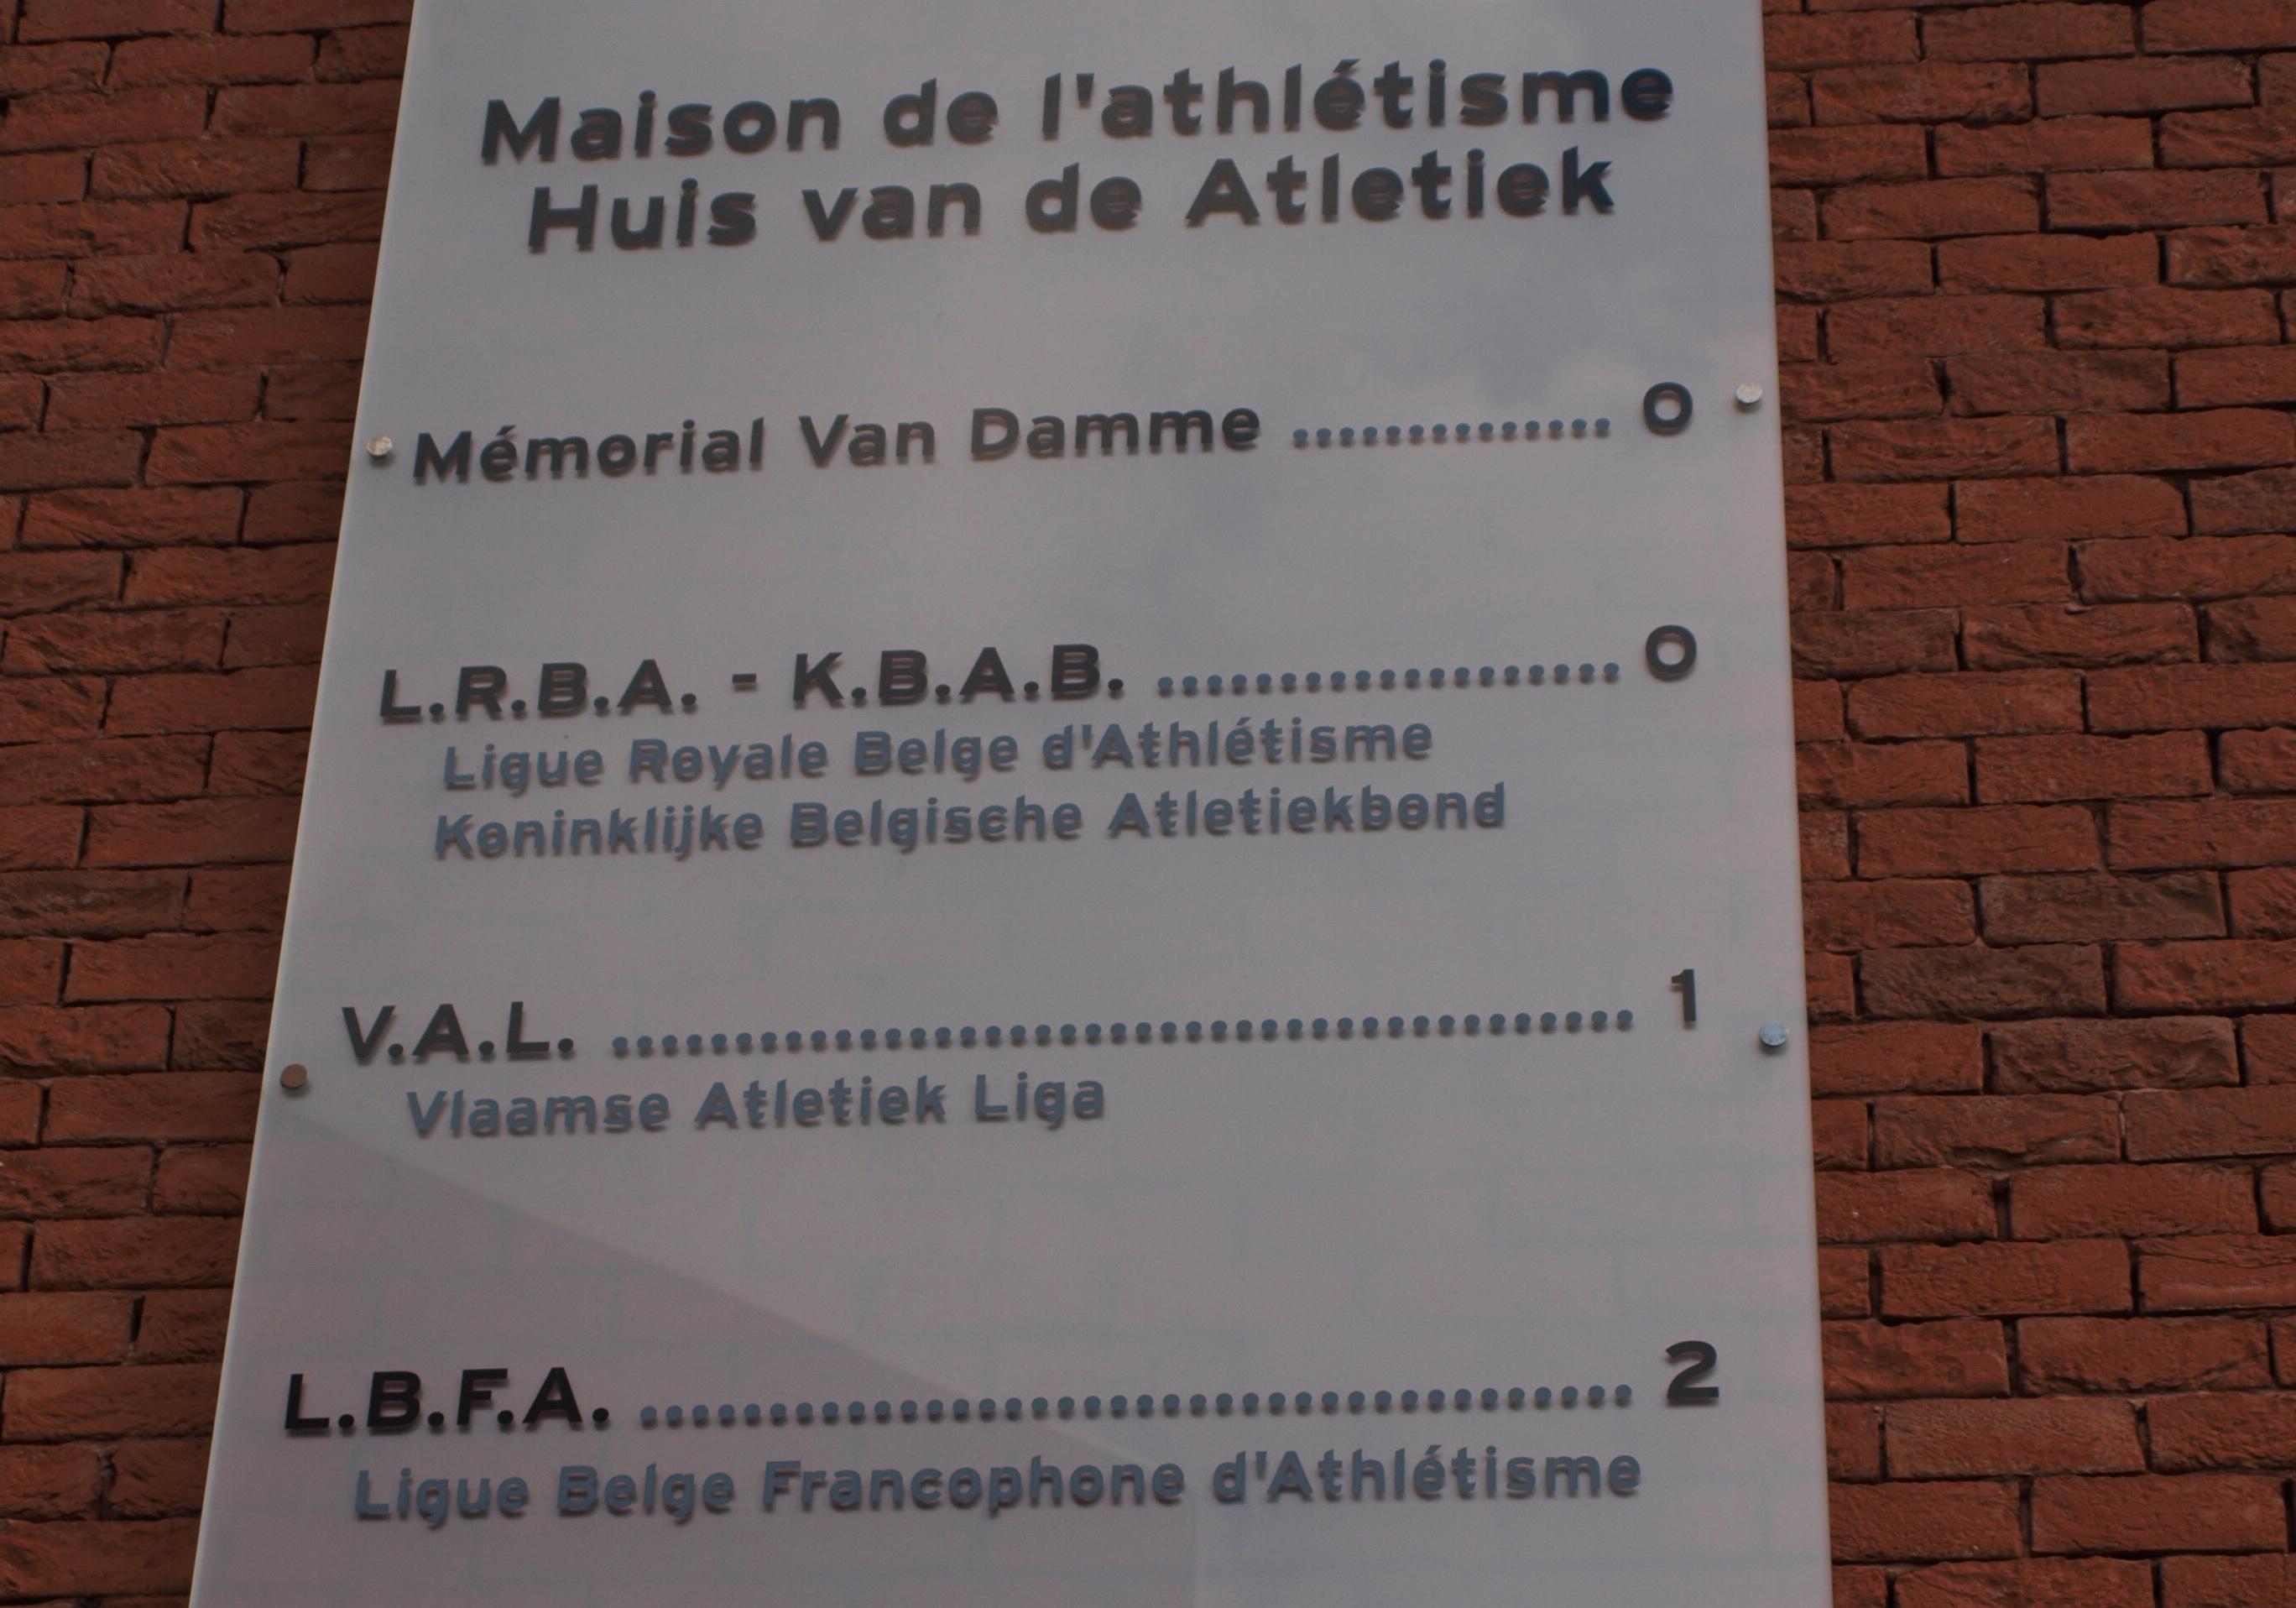 Maison de l'athlétisme
Huis van de Atletiek
Mémorial Van Damme .............. 0
L.R.B.A. - K.B.A.B. .................... 0
Ligue Royale Belge d'Athlétisme
Koninklijke Belgische Atletiekbond
V.A.L. ......................................... 1
Vlaamse Atletiek Liga
L.B.F.A. ...................................... 2
Ligue Belge Francophone d'Athlétisme